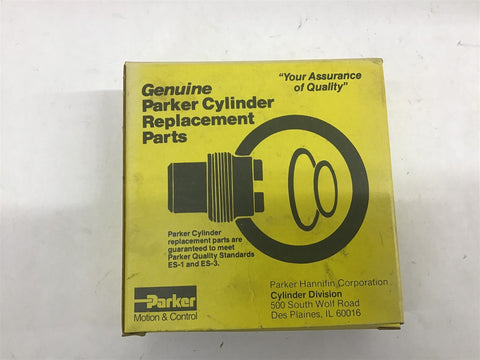 Genuine
Parker Cylinder
Replacement
Parts
"Your Assurance
of Quality"
Parker Cylinder
replacement parts are
guaranteed to meet
Parker Quality Standards
ES-1 and ES-3.
Parker
Motion & Control
Parker Hannifin Corporation
Cylinder Division
500 South Wolf Road
Des Plaines, IL 60016